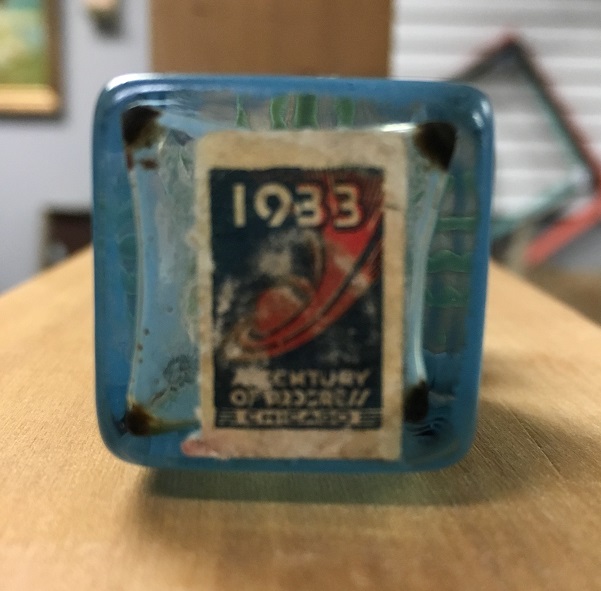 1933
A CENTURY
OF PROGRESS
CHICAGO